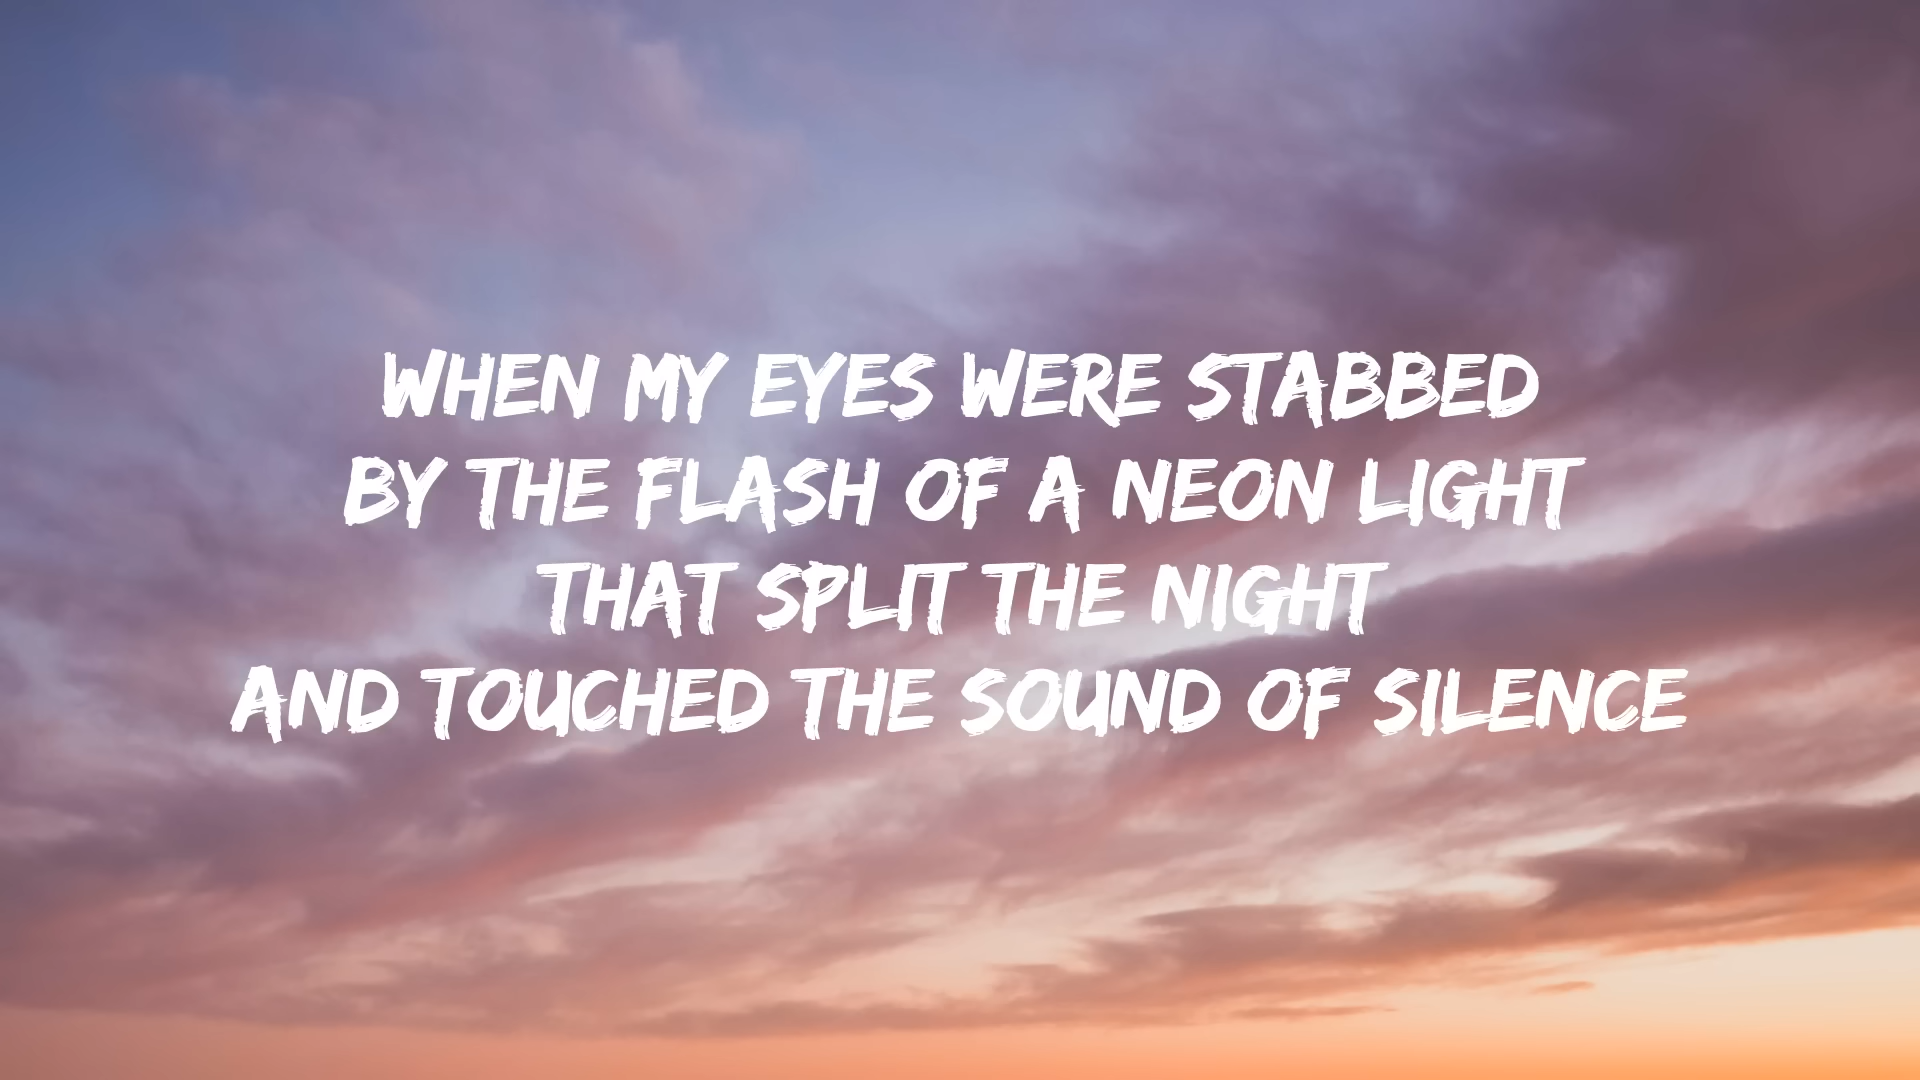 WHEN MY EYES WERE STABBED
BY THE FLASH OF A NEON LIGHT
THAT SPLIT THE NIGHT
AND TOUCHED THE SOUND OF SILENCE